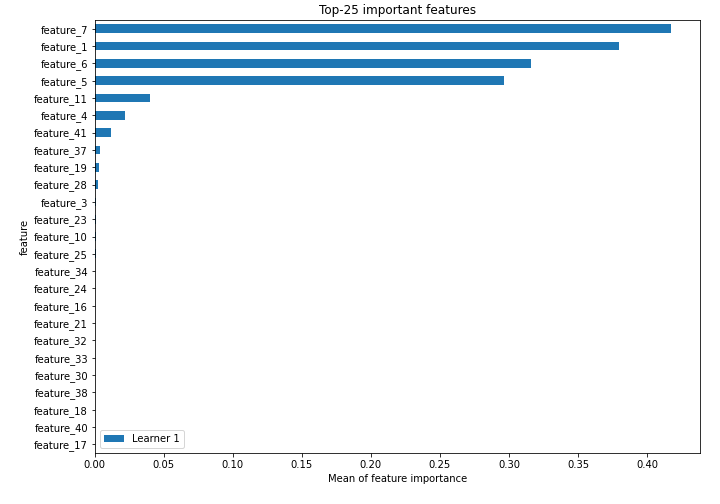 Top-25 important features
feature_7
feature_1
feature_6
feature_5
feature_11
feature_4
feature_41
feature_37
feature_19
feature_28
feature_3
feature_23
feature_10
feature_25
feature_34
feature_24
feature_16
feature_21
feature_32
feature_33
feature_30
feature_38
feature_18
feature_40
feature_17
feature
Learner 1
0.00 0.05 0.10 0.15 0.20 0.25 0.30 0.35 0.40
Mean of feature importance